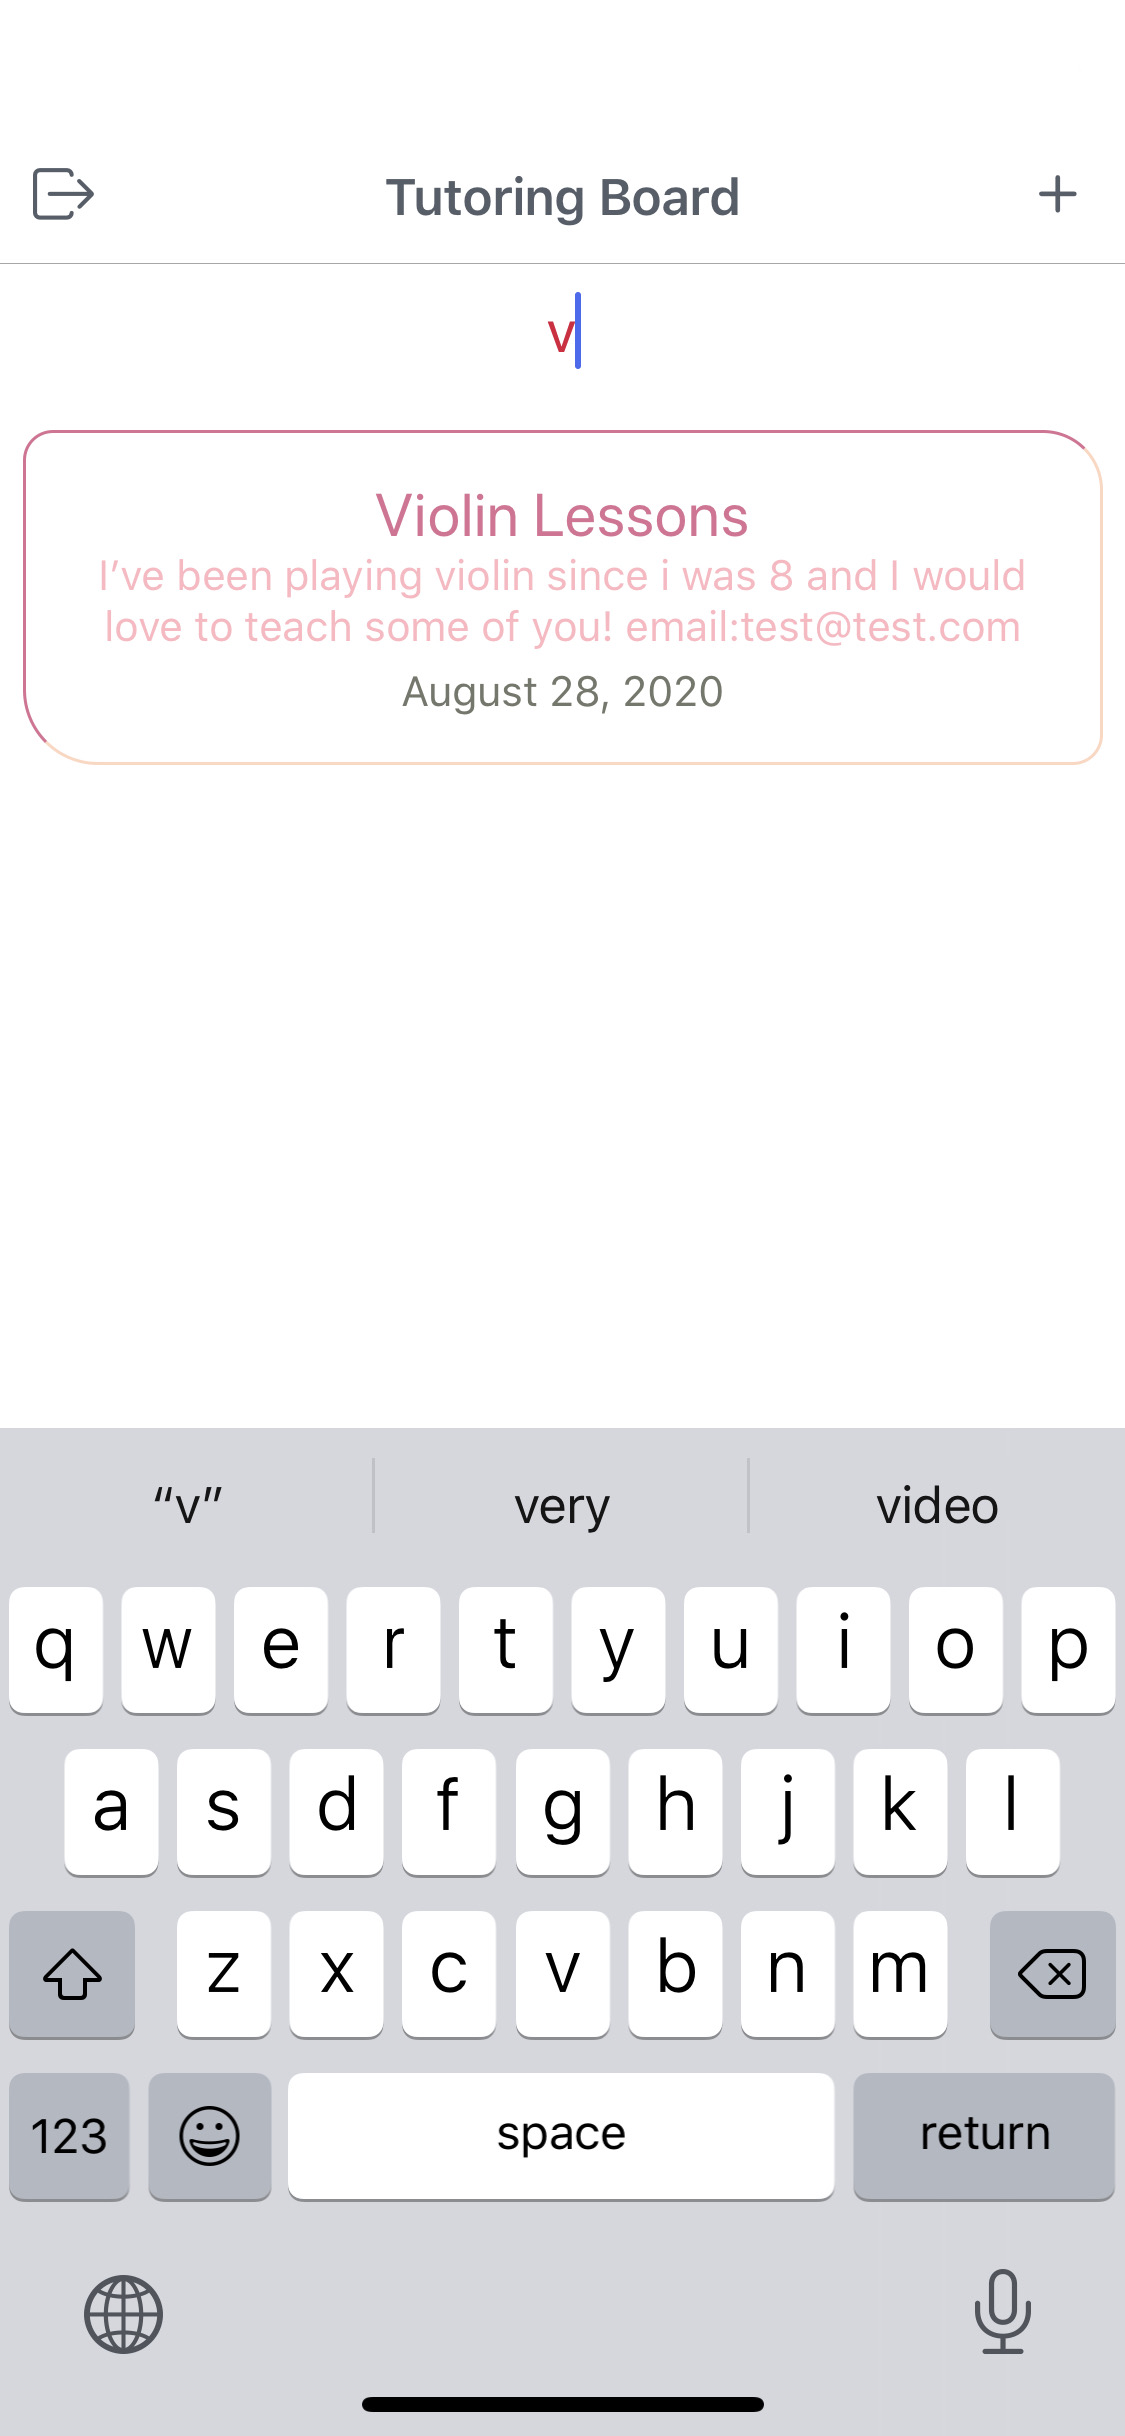 Tutoring Board
v
Violin Lessons
I’ve been playing violin since i was 8 and I would
love to teach some of you! email:test@test.com
August 28, 2020
“v” very video
q w e r t y u i o p
a s d f g h j k l
z x c v b n m
123 space return